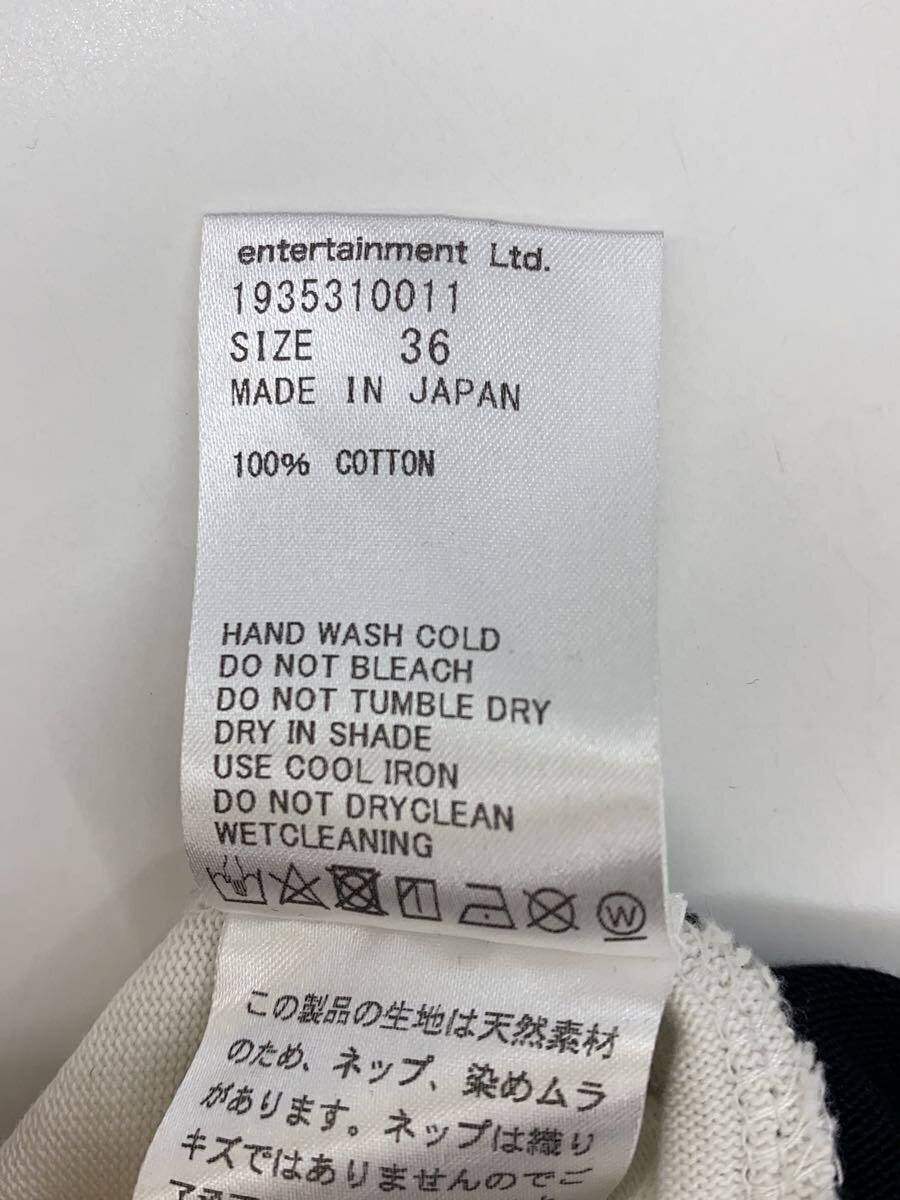 entertainment Ltd.
1935310011
SIZE 36
MADE IN JAPAN
100% COTTON
HAND WASH COLD
DO NOT BLEACH
DO NOT TUMBLE DRY
DRY IN SHADE
USE COOL IRON
DO NOT DRYCLEAN
WETCLEANING
W
この製品の生地は天然素材
のため、ネップ、染めムラ
があります。ネップは織り
キズではありませんのでご